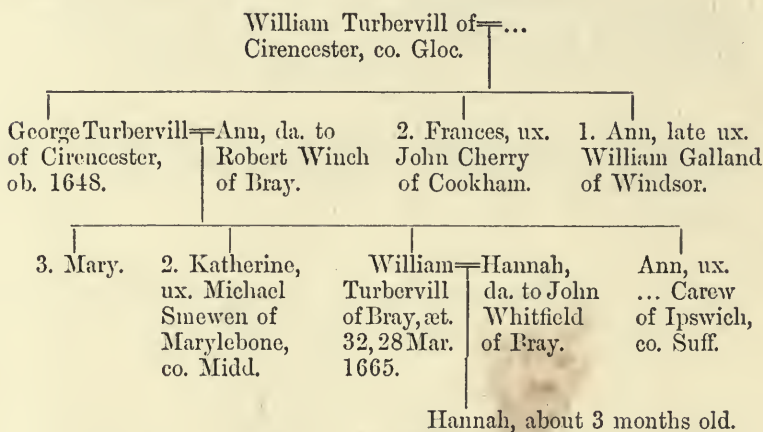 William Turbervill of=...
Cirencester, co. Gloc.
George Turbervill=Ann, da. to
of Cirencester, Robert Winch
ob. 1648. of Bray.
2. Frances, ux.
John Cherry
of Cookham.
1. Ann, late ux.
William Galland
of Windsor.
3. Mary.
2. Katherine,
ux. Michael
Smewen of
Marylebone,
co. Midd.
William=Hannah,
Turbervill da. to John
of Bray, æt. Whitfield
32, 28 Mar. of Bray.
1665.
Ann, ux.
... Carew
of Ipswich,
co. Suff.
Hannah, about 3 months old.